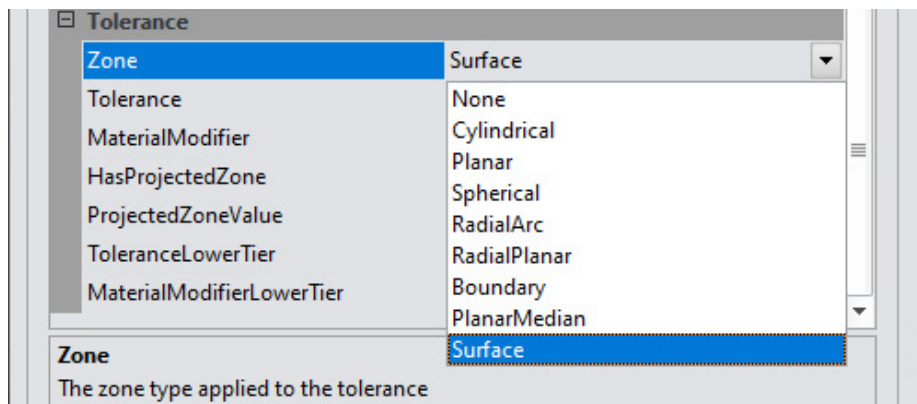 Tolerance
Zone Surface
Tolerance None
MaterialModifier Cylindrical
HasProjectedZone Planar
ProjectedZoneValue Spherical
ToleranceLowerTier RadialArc
MaterialModifierLowerTier RadialPlanar
Boundary
PlanarMedian
Surface
Zone
The zone type applied to the tolerance